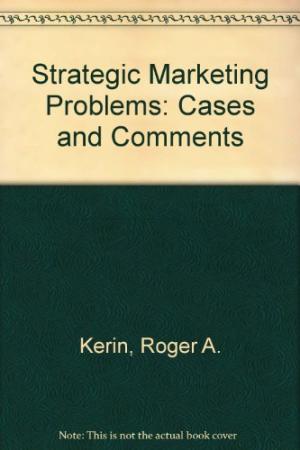 Strategic Marketing
Problems: Cases
and Comments
Kerin, Roger A.
Note: This is not the actual book cover